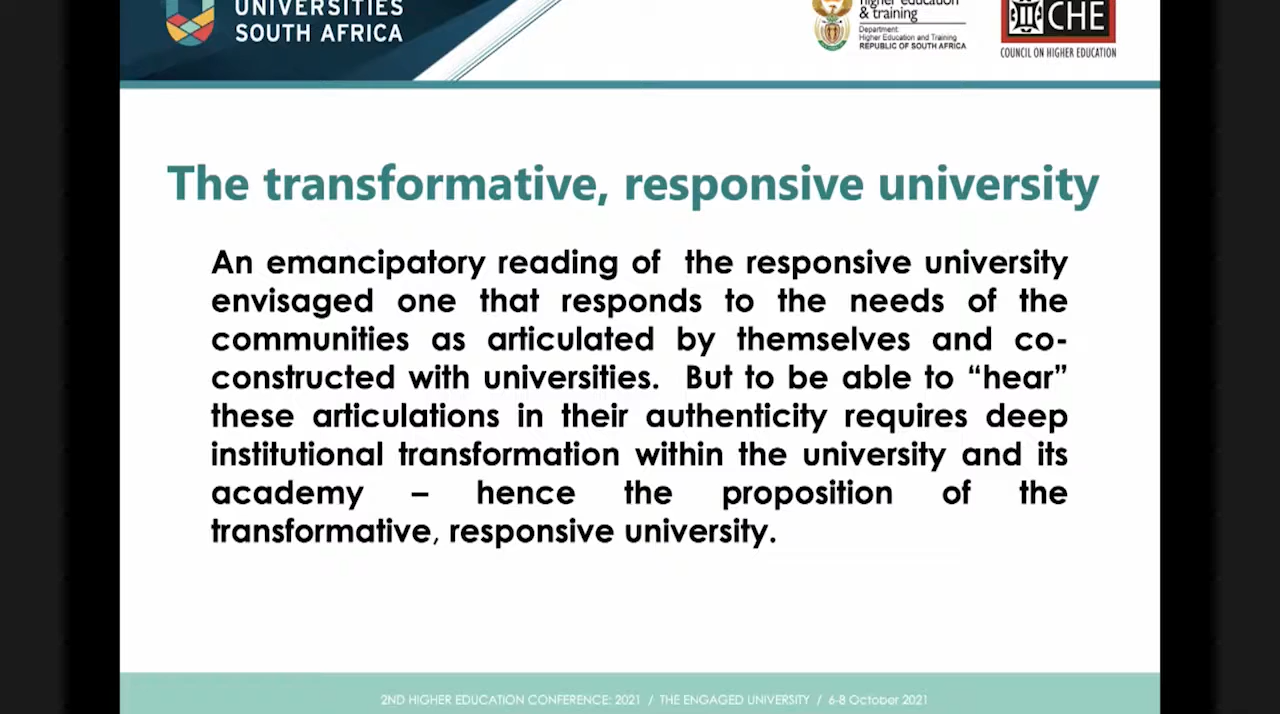 UNIVERSITIES
SOUTH AFRICA
higher education
& training
Department:
Higher Education and Training
REPUBLIC OF SOUTH AFRICA
CHE
COUNCIL ON HIGHER EDUCATION
The transformative, responsive university
An emancipatory reading of the responsive university
envisaged one that responds to the needs of the
communities as articulated by themselves and co-
constructed with universities. But to be able to “hear”
these articulations in their authenticity requires deep
institutional transformation within the university and its
academy – hence the proposition of the
transformative, responsive university.
2ND HIGHER EDUCATION CONFERENCE: 2021 / THE ENGAGED UNIVERSITY / 6-8 October 2021